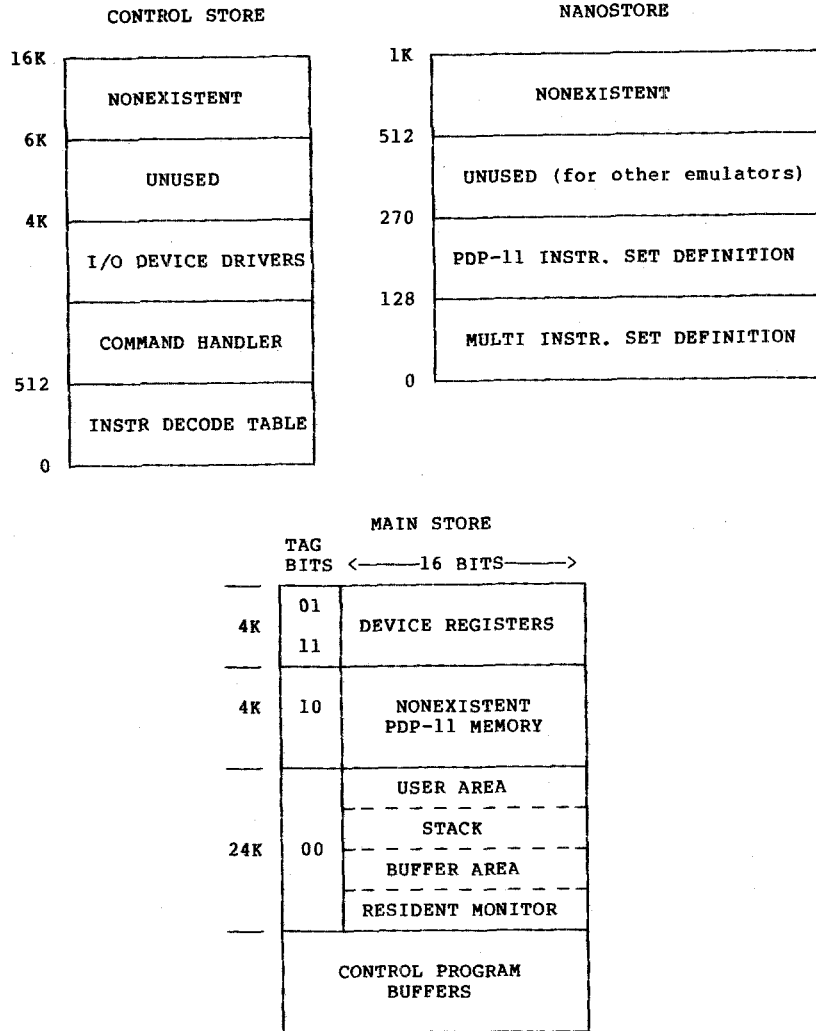 CONTROL STORE
16K
NONEXISTENT
6K
UNUSED
4K
I/O DEVICE DRIVERS
COMMAND HANDLER
512
INSTR DECODE TABLE
0
NANOSTORE
1K
NONEXISTENT
512
UNUSED (for other emulators)
270
PDP-11 INSTR. SET DEFINITION
128
MULTI INSTR. SET DEFINITION
0
MAIN STORE
TAG
BITS <——16 BITS——>
01
4K DEVICE REGISTERS
11
4K 10 NONEXISTENT
PDP-11 MEMORY
USER AREA
STACK
24K 00
BUFFER AREA
RESIDENT MONITOR
CONTROL PROGRAM
BUFFERS